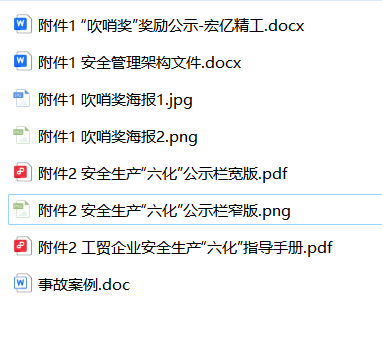 附件1 “吹哨奖”奖励公示-宏亿精工.docx
附件1 安全管理架构文件.docx
附件1 吹哨奖海报1.jpg
附件1 吹哨奖海报2.png
附件2 安全生产“六化”公示栏宽版.pdf
附件2 安全生产“六化”公示栏窄版.png
附件2 工贸企业安全生产“六化”指导手册.pdf
事故案例.doc